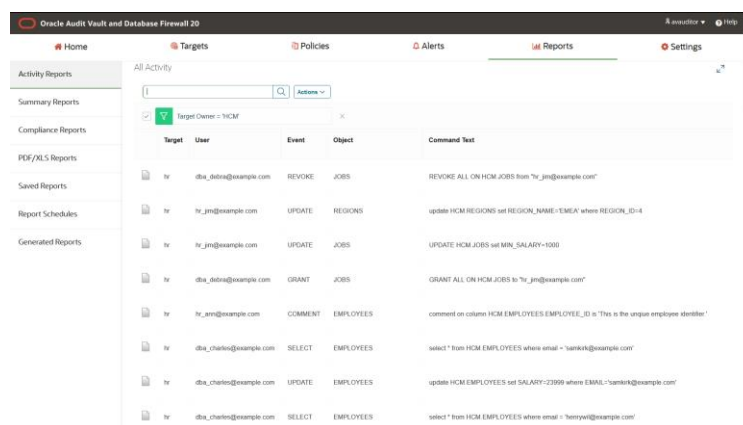 Oracle Audit Vault and Database Firewall 20
avauditor
Help
Home
Targets
Policies
Alerts
Reports
Settings
Activity Reports
Summary Reports
Compliance Reports
PDF/XLS Reports
Saved Reports
Report Schedules
Generated Reports
All Activity
Actions
Target Owner = 'HCM'
Target User Event Object Command Text
hr dba_debra@example.com REVOKE JOBS REVOKE ALL ON HCM.JOBS from "hr_jim@example.com"
hr hr_jim@example.com UPDATE REGIONS update HCM.REGIONS set REGION_NAME='EMEA' where REGION_ID=4
hr hr_jim@example.com UPDATE JOBS UPDATE HCM.JOBS set MIN_SALARY=1000
hr dba_debra@example.com GRANT JOBS GRANT ALL ON HCM.JOBS to "hr_jim@example.com"
hr hr_ann@example.com COMMENT EMPLOYEES comment on column HCM.EMPLOYEES.EMPLOYEE_ID is 'This is the unique employee identifier.'
hr dba_charles@example.com SELECT EMPLOYEES select * from HCM.EMPLOYEES where email = 'samkirk@example.com'
hr dba_charles@example.com UPDATE EMPLOYEES update HCM.EMPLOYEES set SALARY=23999 where EMAIL='samkirk@example.com'
hr dba_charles@example.com SELECT EMPLOYEES select * from HCM.EMPLOYEES where email = 'henrywil@example.com'